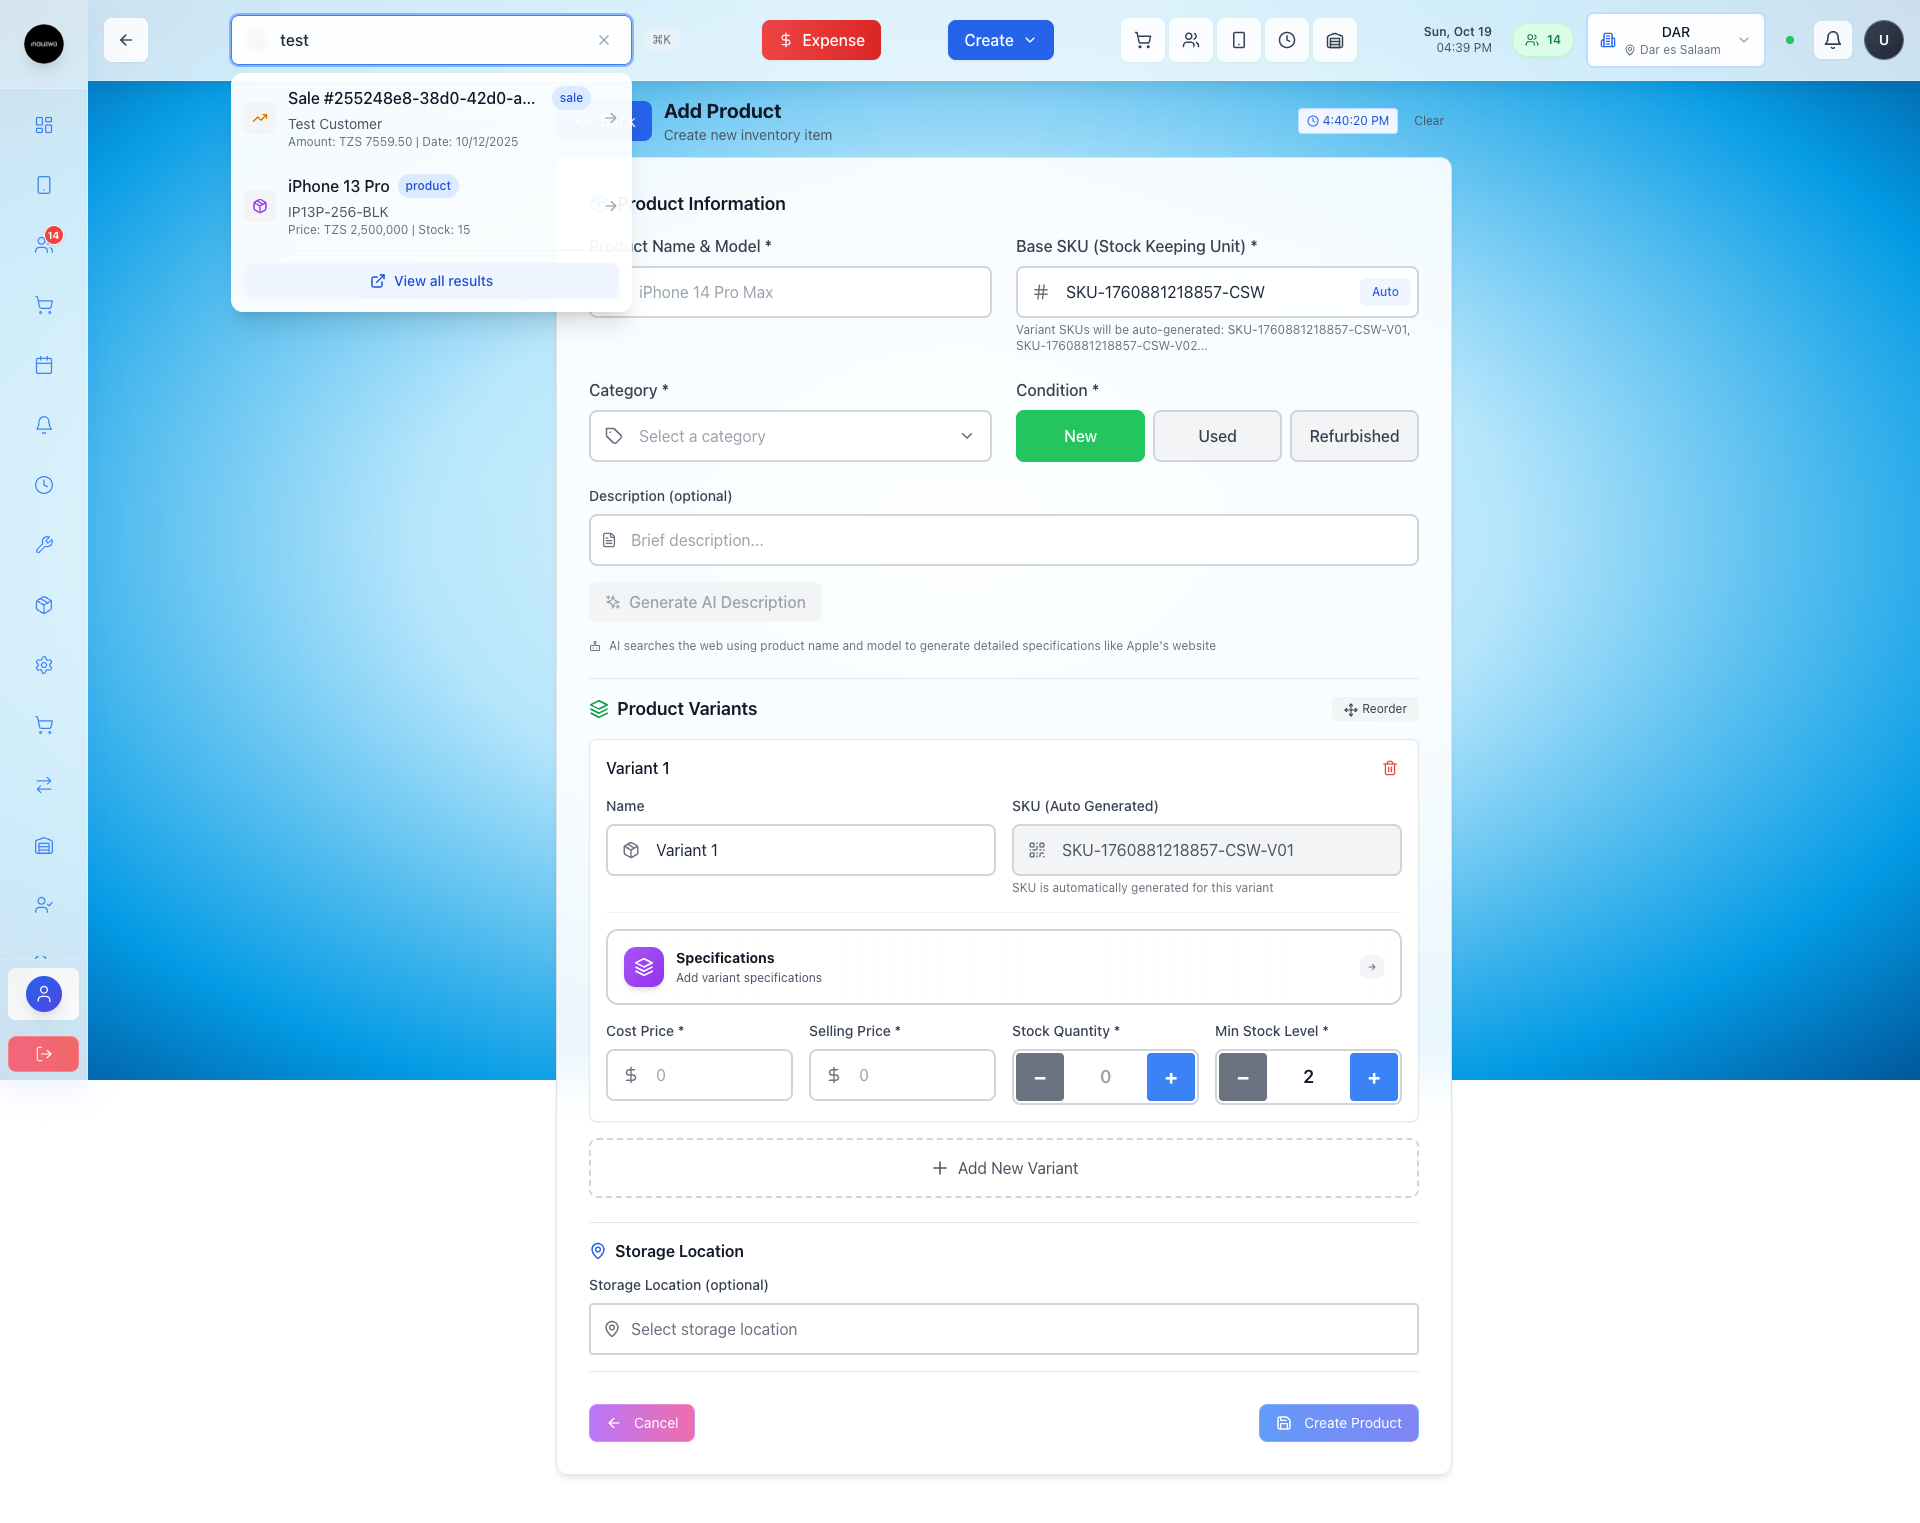 inauzwa
test
⌘K
Expense
Create
Sun, Oct 19
04:39 PM
14
DAR
Dar es Salaam
U
14
Sale #255248e8-38d0-42d0-a...
sale
Test Customer
Amount: TZS 7559.50 | Date: 10/12/2025
iPhone 13 Pro
product
IP13P-256-BLK
Price: TZS 2,500,000 | Stock: 15
View all results
Add Product
Create new inventory item
4:40:20 PM
Clear
Product Information
Product Name & Model *
iPhone 14 Pro Max
Base SKU (Stock Keeping Unit) *
SKU-1760881218857-CSW
Auto
Variant SKUs will be auto-generated: SKU-1760881218857-CSW-V01,
SKU-1760881218857-CSW-V02...
Category *
Select a category
Condition *
New
Used
Refurbished
Description (optional)
Brief description...
Generate AI Description
AI searches the web using product name and model to generate detailed specifications like Apple's website
Product Variants
Reorder
Variant 1
Name
Variant 1
SKU (Auto Generated)
SKU-1760881218857-CSW-V01
SKU is automatically generated for this variant
Specifications
Add variant specifications
Cost Price *
0
Selling Price *
0
Stock Quantity *
−
0
+
Min Stock Level *
−
2
+
Add New Variant
Storage Location
Storage Location (optional)
Select storage location
Cancel
Create Product